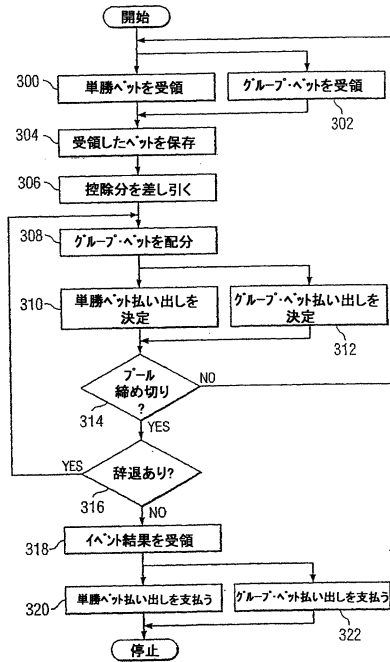 開始
300
単勝ベットを受領
グループ・ベットを受領
302
304
受領したベットを保存
306
控除分を差し引く
308
グループ・ベットを配分
310
単勝ベット払い出しを
決定
グループ・ベット払い出しを
決定
312
プール
締め切り
?
314
NO
YES
YES
辞退あり?
316
NO
318
イベント結果を受領
320
単勝ベット払い出しを支払う
グループ・ベット払い出しを支払う
322
停止